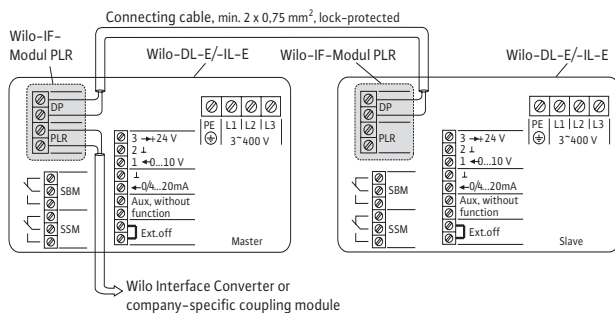 Connecting cable, min. 2 x 0,75 mm², lock-protected
Wilo-IF-
Modul PLR
Wilo-DL-E/-IL-E
DP
PLR
PE L1 L2 L3
3~400 V
3 +24 V
2 ⊥
1 0...10 V
⊥
0/4...20mA
Aux, without
function
Ext.off
SBM
SSM
Master
Wilo-IF-Modul PLR
Wilo-DL-E/-IL-E
DP
PLR
PE L1 L2 L3
3~400 V
3 +24 V
2 ⊥
1 0...10 V
⊥
0/4...20mA
Aux, without
function
Ext.off
SBM
SSM
Slave
Wilo Interface Converter or
company-specific coupling module